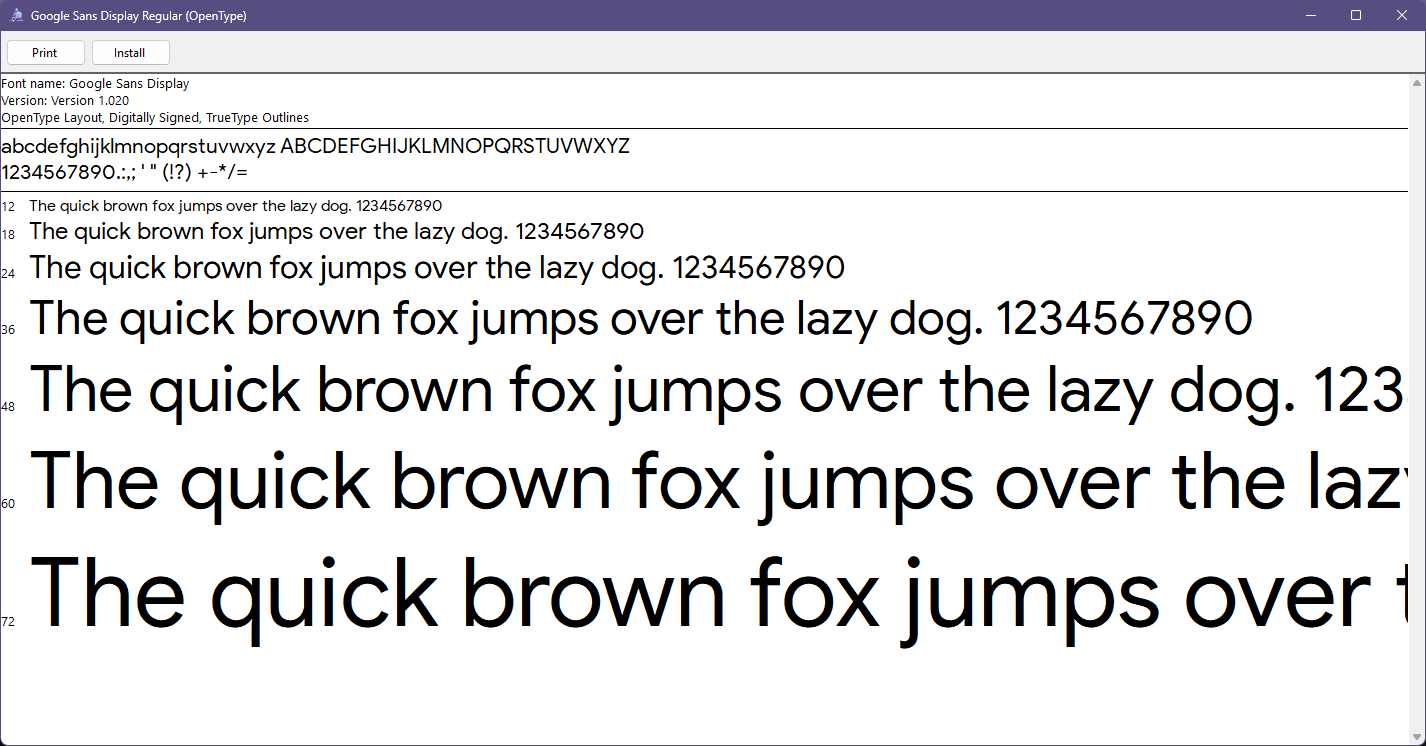 Google Sans Display Regular (OpenType)
Print Install
Font name: Google Sans Display
Version: Version 1.020
OpenType Layout, Digitally Signed, TrueType Outlines
abcdefghijklmnopqrstuvwxyz ABCDEFGHIJKLMNOPQRSTUVWXYZ
1234567890.:,; ' " (!?) +-*/=
12 The quick brown fox jumps over the lazy dog. 1234567890
18 The quick brown fox jumps over the lazy dog. 1234567890
24 The quick brown fox jumps over the lazy dog. 1234567890
36 The quick brown fox jumps over the lazy dog. 1234567890
48 The quick brown fox jumps over the lazy dog. 123
60 The quick brown fox jumps over the lazy
72 The quick brown fox jumps over t